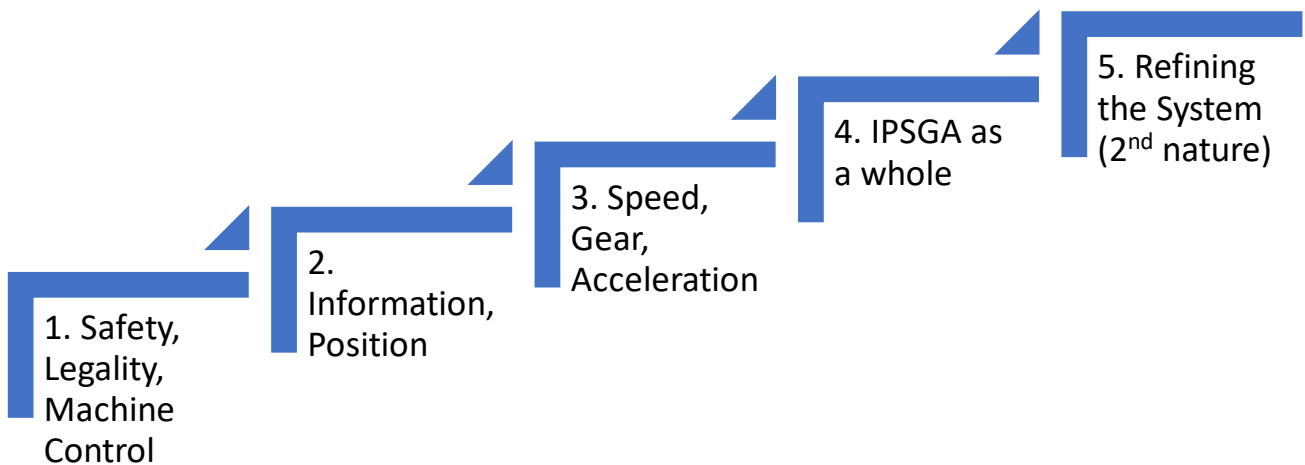 1. Safety,
Legality,
Machine
Control
2.
Information,
Position
3. Speed,
Gear,
Acceleration
4. IPSGA as
a whole
5. Refining
the System
(2nd nature)